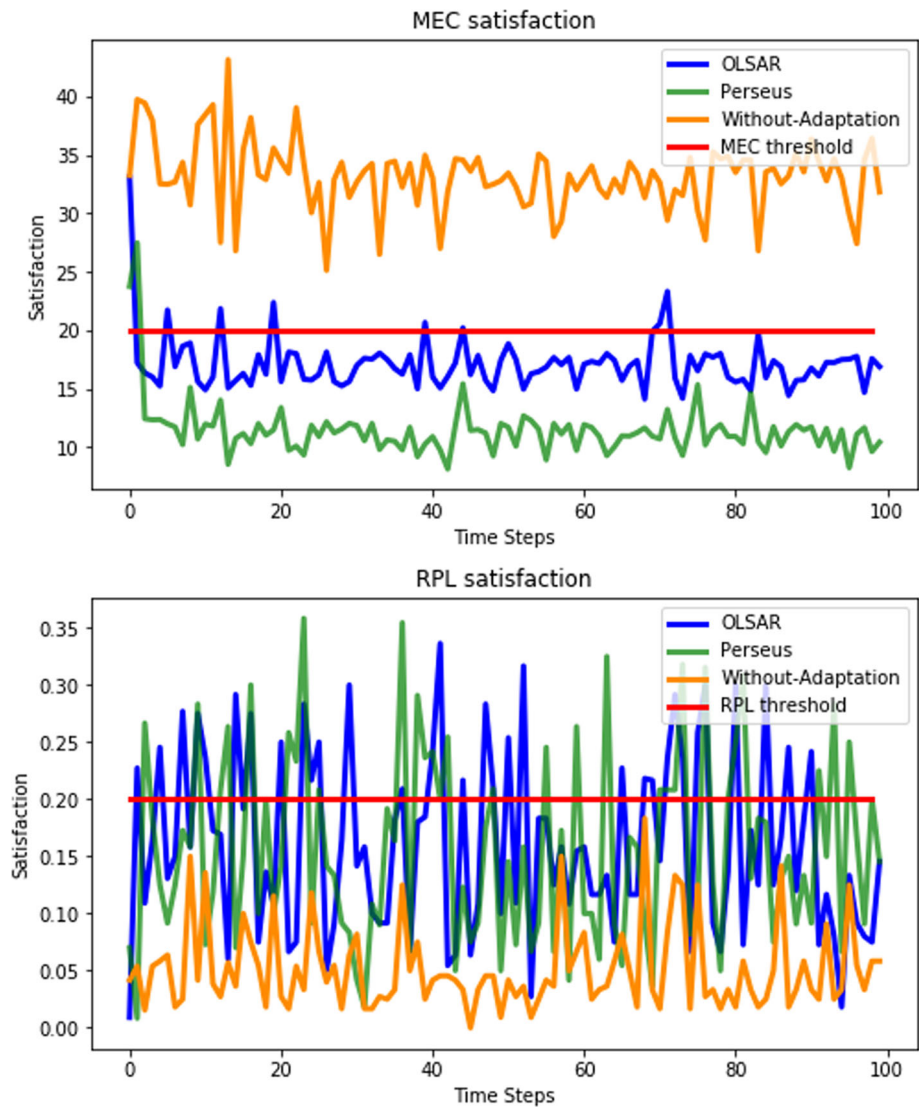 MEC satisfaction
OLSAR
Perseus
Without-Adaptation
MEC threshold
40
35
30
25
20
15
10
Satisfaction
0 20 40 60 80 100
Time Steps
RPL satisfaction
OLSAR
Perseus
Without-Adaptation
RPL threshold
0.35
0.30
0.25
0.20
0.15
0.10
0.05
0.00
Satisfaction
0 20 40 60 80 100
Time Steps